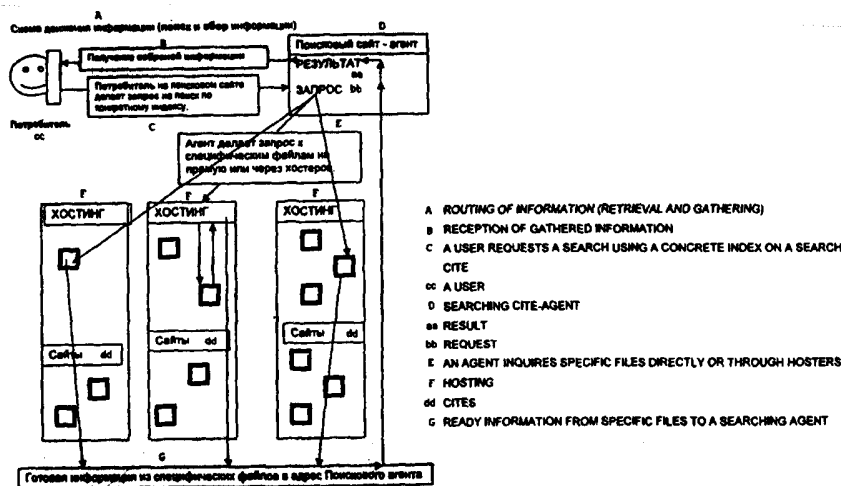 A
Схема движения информации (поиск и сбор информации)
D
B
Получение собраной информации
Поисковый сайт - агент
РЕЗУЛЬТАТ
aa
Потребитель на поисковом сайте
делает запрос на поиск по
конкретному индексу.
ЗАПРОС bb
Потребитель
cc
C
E
Агент делает запрос к
специфическим файлам на
прямую или через хостеров
F
F
F
ХОСТИНГ
ХОСТИНГ
ХОСТИНГ
Сайты dd
Сайты dd
Сайты dd
G
Готовая информация из специфических файлов в адрес Поискового агента
A ROUTING OF INFORMATION (RETRIEVAL AND GATHERING)
B RECEPTION OF GATHERED INFORMATION
C A USER REQUESTS A SEARCH USING A CONCRETE INDEX ON A SEARCH
CITE
cc A USER
D SEARCHING CITE-AGENT
aa RESULT
bb REQUEST
E AN AGENT INQUIRES SPECIFIC FILES DIRECTLY OR THROUGH HOSTERS
F HOSTING
dd CITES
G READY INFORMATION FROM SPECIFIC FILES TO A SEARCHING AGENT